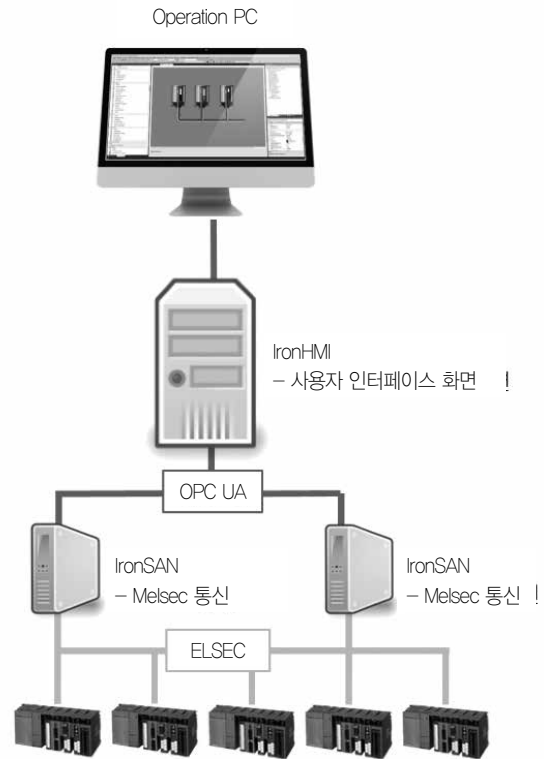 Operation PC
IronHMI
– 사용자 인터페이스 화면 !
OPC UA
IronSAN
– Melsec 통신
IronSAN
– Melsec 통신 !
ELSEC